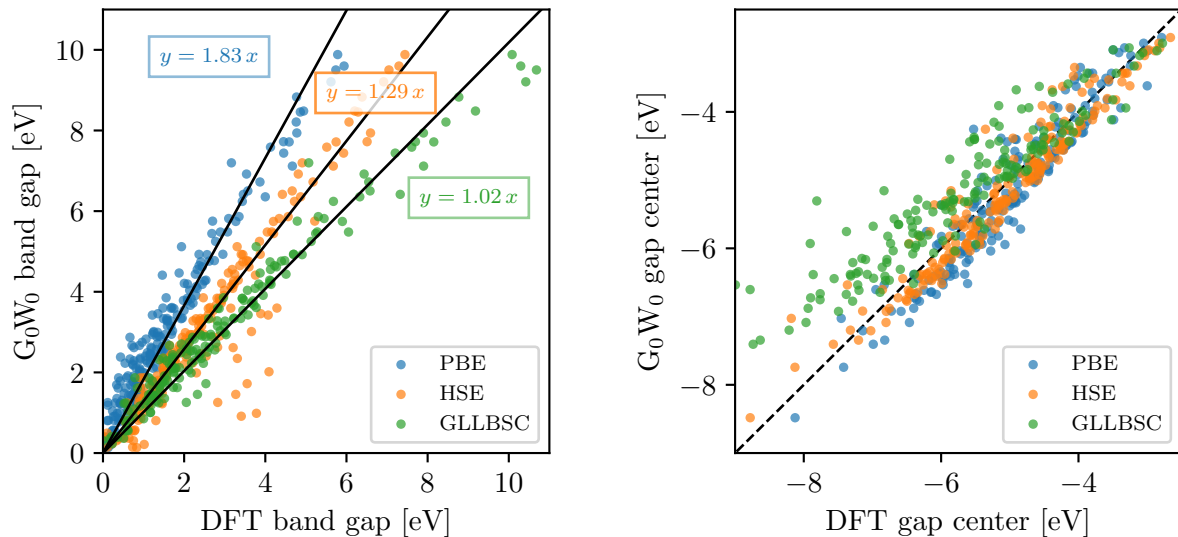 G₀W₀ band gap [eV]
10
8
6
4
2
0
0 2 4 6 8 10
DFT band gap [eV]
y = 1.83 x
y = 1.29 x
y = 1.02 x
PBE
HSE
GLLBSC
G₀W₀ gap center [eV]
−4
−6
−8
−8 −6 −4
DFT gap center [eV]
PBE
HSE
GLLBSC